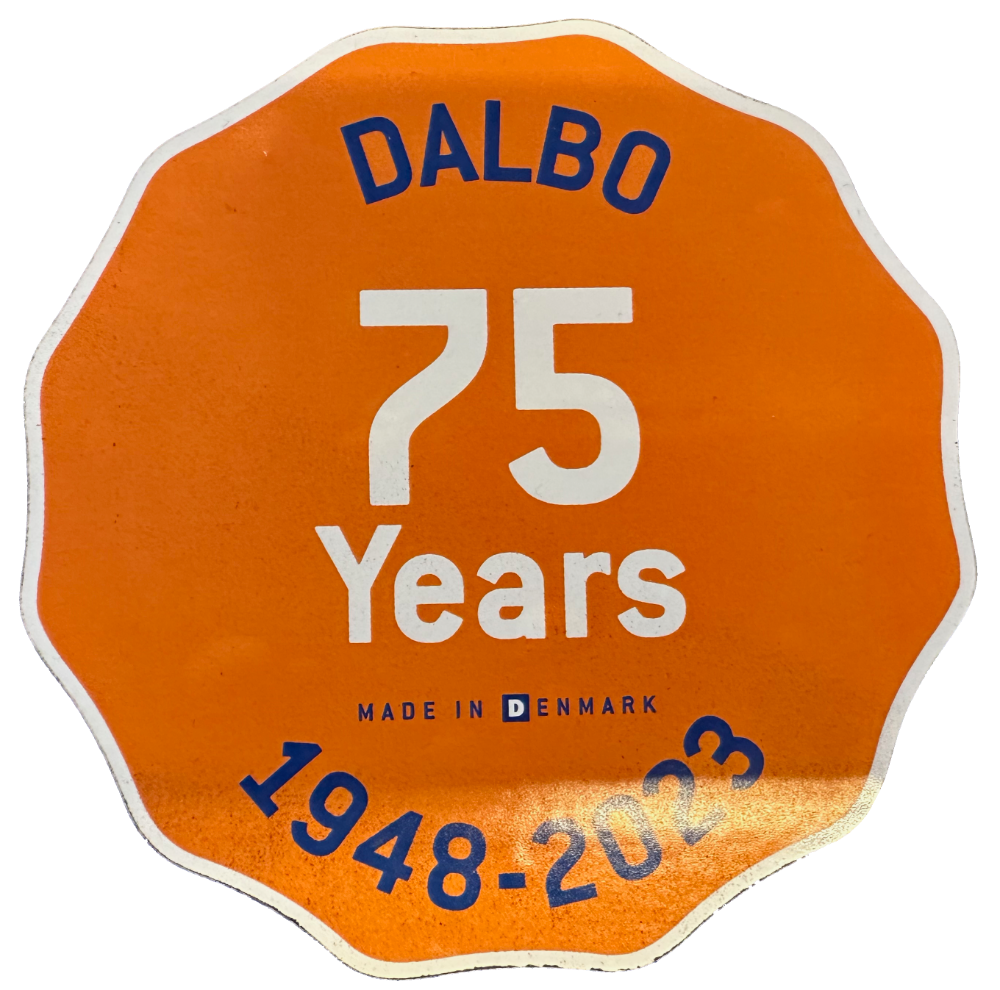 DALBO
75
Years
MADE IN DENMARK
1948-2023